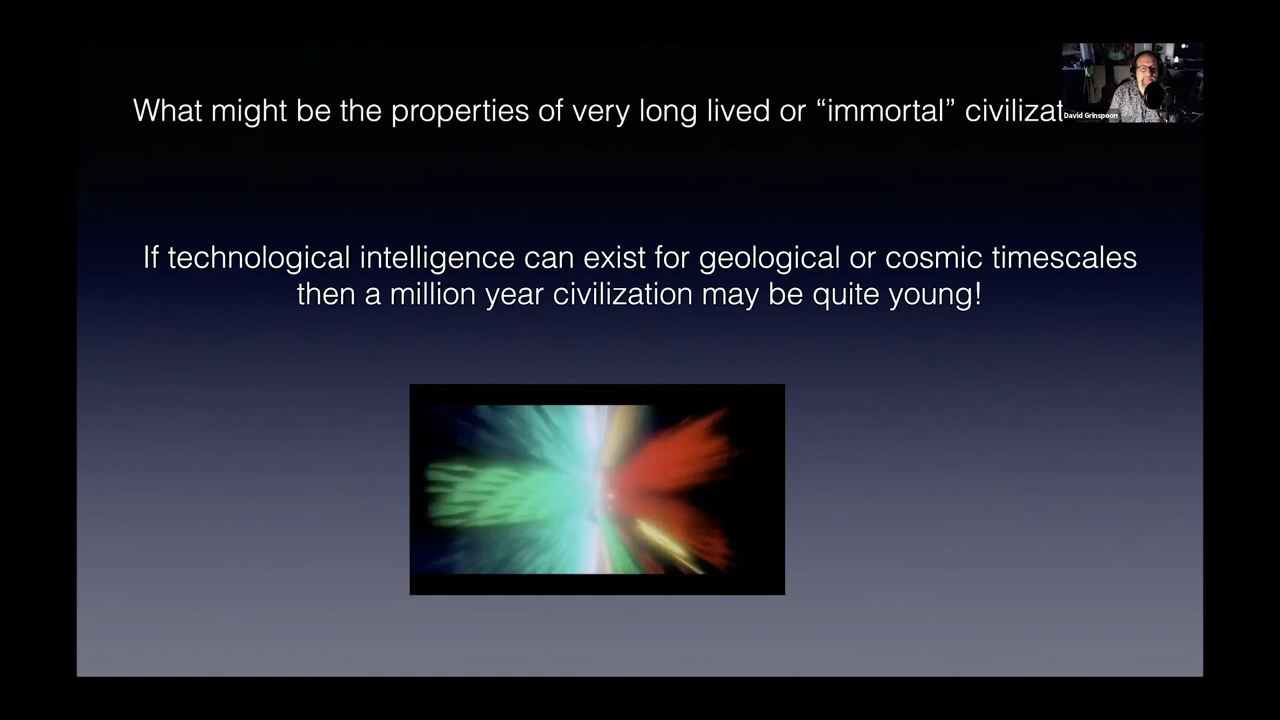 What might be the properties of very long lived or “immortal” civilizat
David Grinspoon
If technological intelligence can exist for geological or cosmic timescales
then a million year civilization may be quite young!